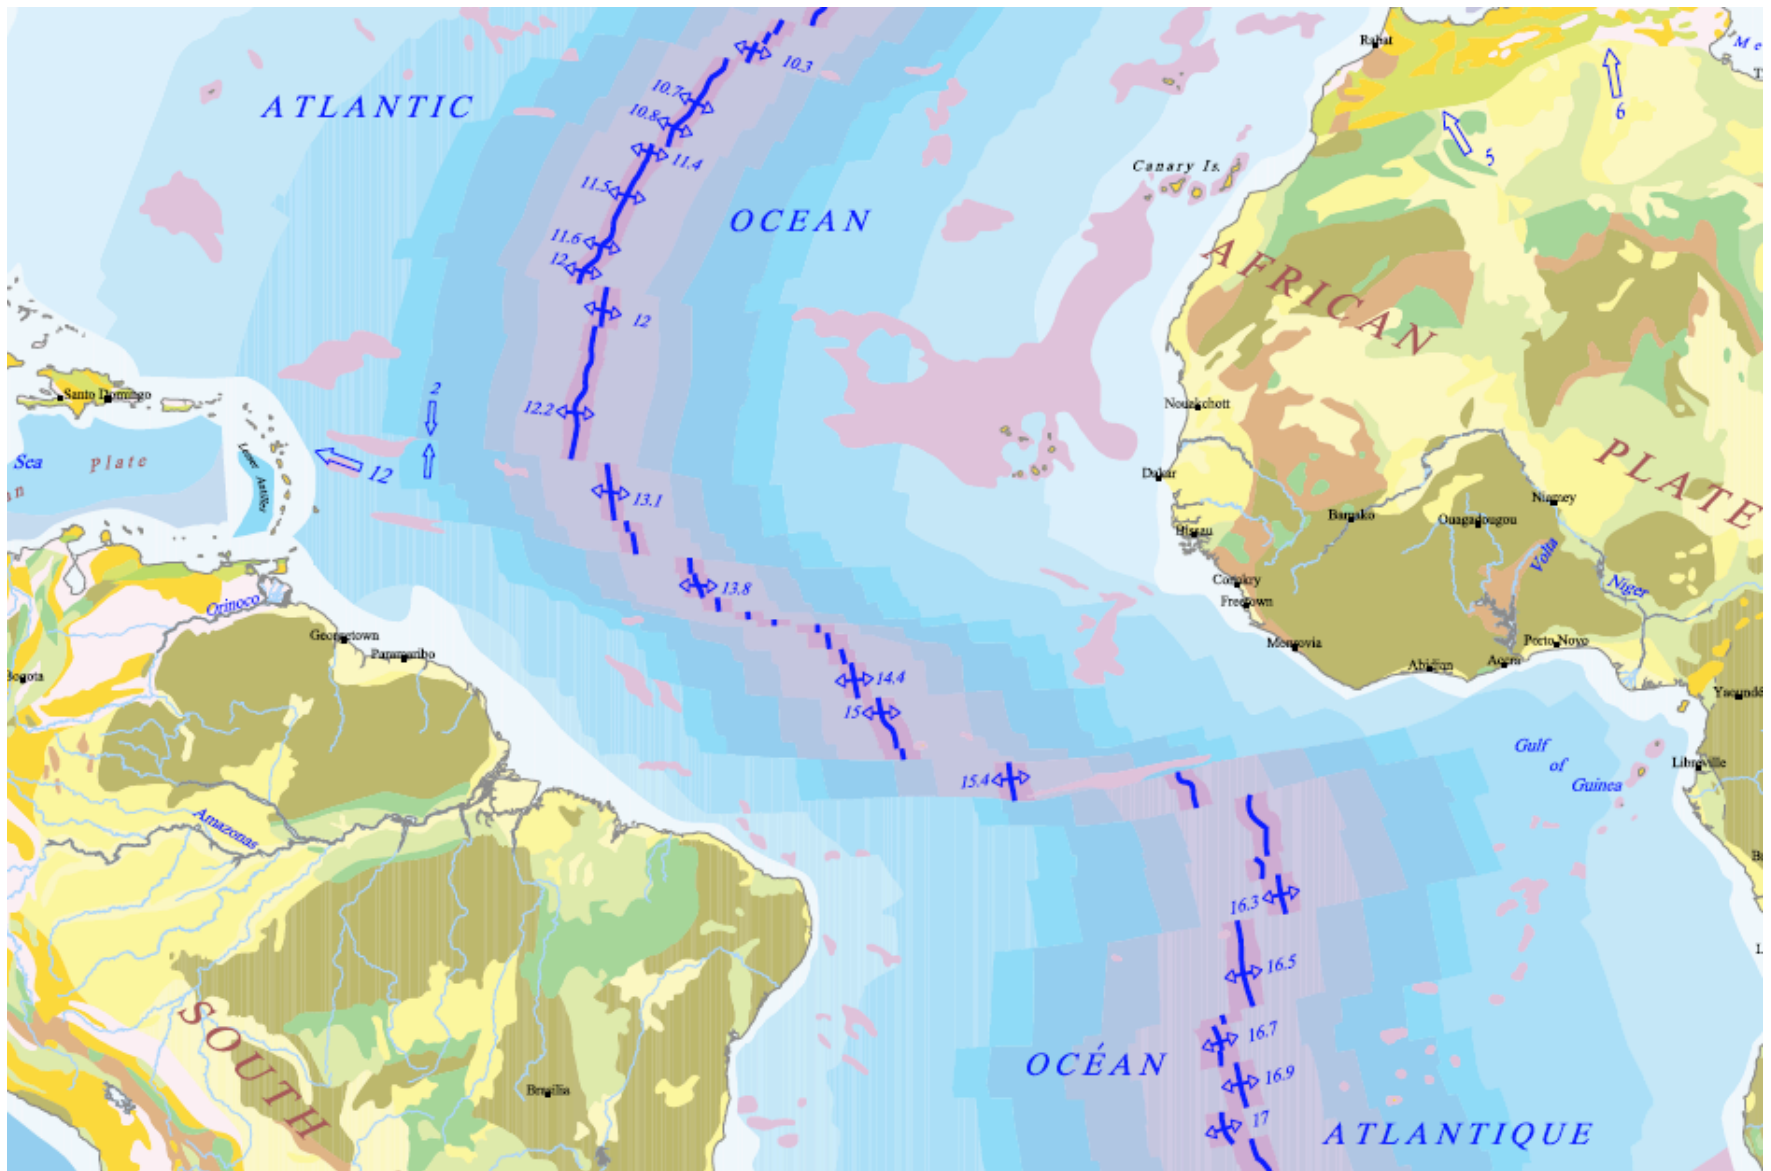 Rabat
Me
T
10.3
6
ATLANTIC
10.7
10.8
5
11.4
Canary Is.
11.5
OCEAN
11.6
12
AFRICAN
12
2
Santo Domingo
12.2
Nouakchott
Sea
Plate
an
Lesser
Antilles
12
PLATE
Dakar
13.1
Niamey
Bamako
Ouagadougou
Bissau
Volta
Conakry
13.8
Niger
Orinoco
Freetown
Georgetown
Paramaribo
Monrovia
Porto Novo
Abidjan
Accra
Bogota
14.4
Yaoundé
15
Gulf
of
Guinea
Libreville
15.4
Amazonas
B
16.3
L
16.5
SOUTH
16.7
OCÉAN
16.9
Brasilia
17
ATLANTIQUE